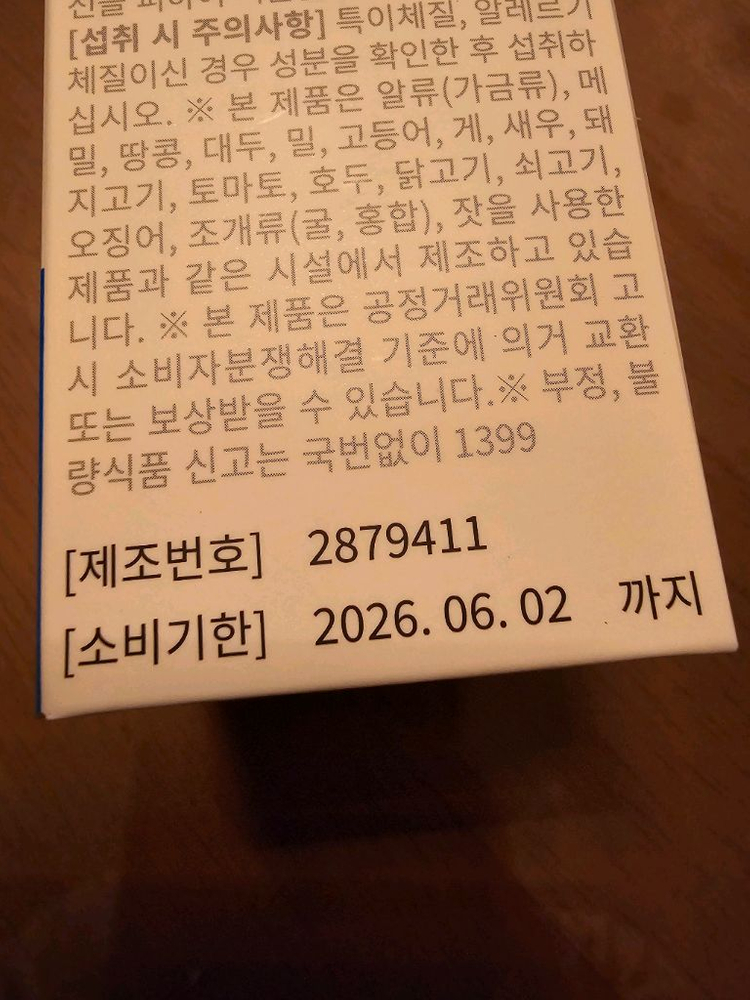 [섭취 시 주의사항] 특이체질, 알레르기
체질이신 경우 성분을 확인한 후 섭취하
십시오. ※ 본 제품은 알류(가금류), 메
밀, 땅콩, 대두, 밀, 고등어, 게, 새우, 돼
지고기, 토마토, 호두, 닭고기, 쇠고기,
오징어, 조개류(굴, 홍합), 잣을 사용한
제품과 같은 시설에서 제조하고 있습
니다. ※ 본 제품은 공정거래위원회 고
시 소비자분쟁해결 기준에 의거 교환
또는 보상받을 수 있습니다.※ 부정, 불
량식품 신고는 국번없이 1399
[제조번호] 2879411
[소비기한] 2026. 06. 02 까지